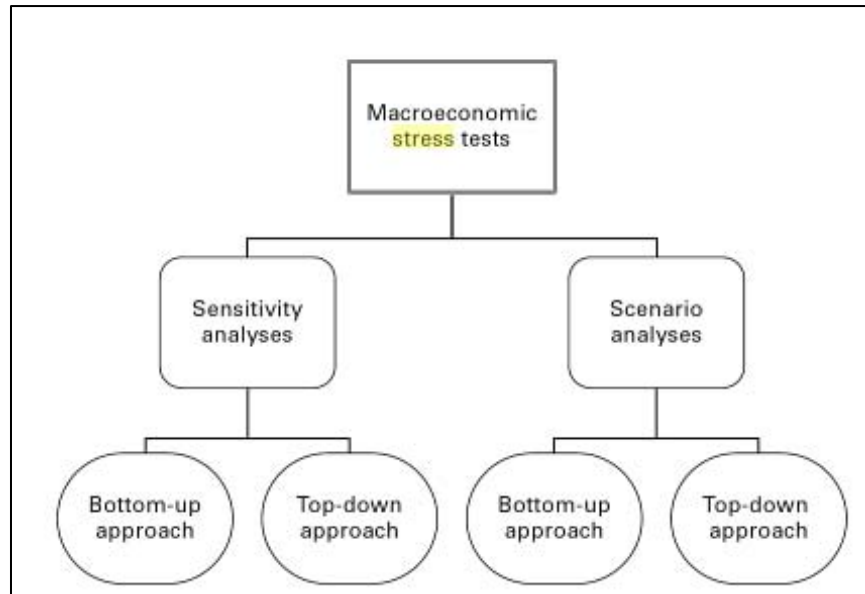 Macroeconomic
stress tests
Sensitivity
analyses
Scenario
analyses
Bottom-up
approach
Top-down
approach
Bottom-up
approach
Top-down
approach